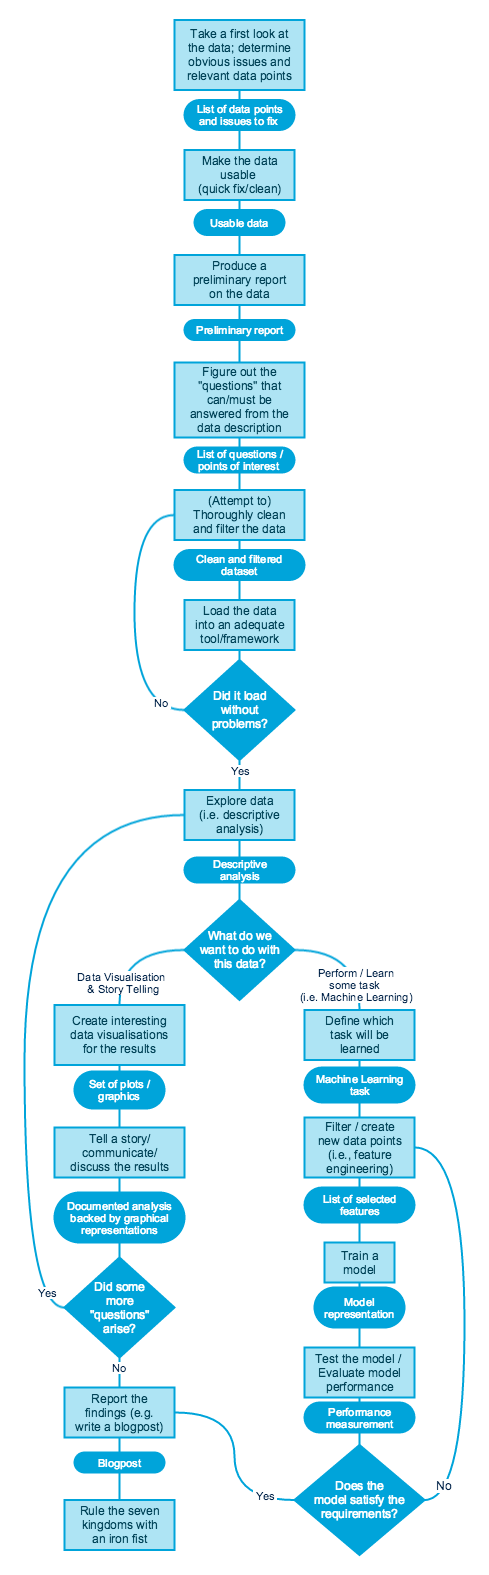 Take a first look at
the data; determine
obvious issues and
relevant data points
List of data points
and issues to fix
Make the data
usable
(quick fix/clean)
Usable data
Produce a
preliminary report
on the data
Preliminary report
Figure out the
"questions" that
can/must be
answered from the
data description
List of questions /
points of Interest
(Attempt to)
Thoroughly clean
and filter the data
Clean and filtered
dataset
Load the data
into an adequate
tool/framework
Did it load
without
problems?
No
Yes
Explore data
(i.e. descriptive
analysis)
Descriptive
analysis
What do we
want to do with
this data?
Data Visualisation
& Story Telling
Create interesting
data visualisations
for the results
Set of plots /
graphics
Tell a story/
communicate/
discuss the results
Documented analysis
backed by graphical
representations
Did some
more
"questions"
arise?
Yes
No
Report the
findings (e.g.
write a blogpost)
Blogpost
Rule the seven
kingdoms with
an iron fist
Perform / Learn
some task
(i.e. Machine Learning)
Define which
task will be
learned
Machine Learning
task
Filter / create
new data points
(i.e., feature
engineering)
List of selected
features
Train a
model
Model
representation
Test the model /
Evaluate model
performance
Performance
measurement
Does the
model satisfy the
requirements?
Yes
No